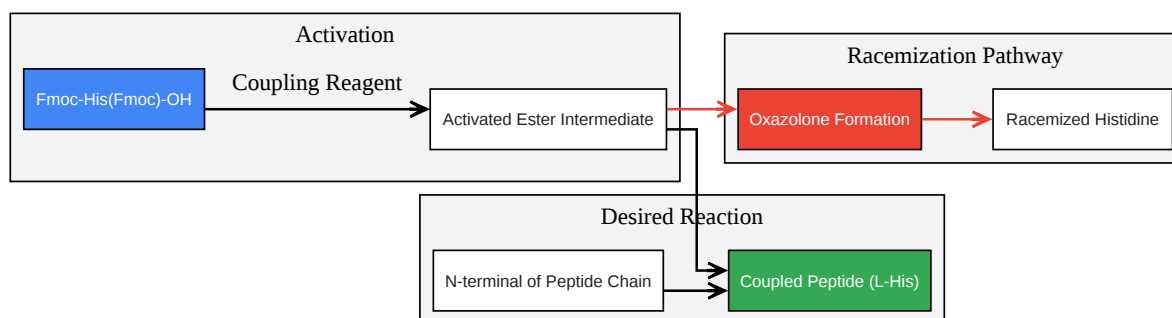 Activation
Fmoc-His(Fmoc)-OH
Coupling Reagent
Activated Ester Intermediate
Racemization Pathway
Oxazolone Formation
Racemized Histidine
Desired Reaction
N-terminal of Peptide Chain
Coupled Peptide (L-His)